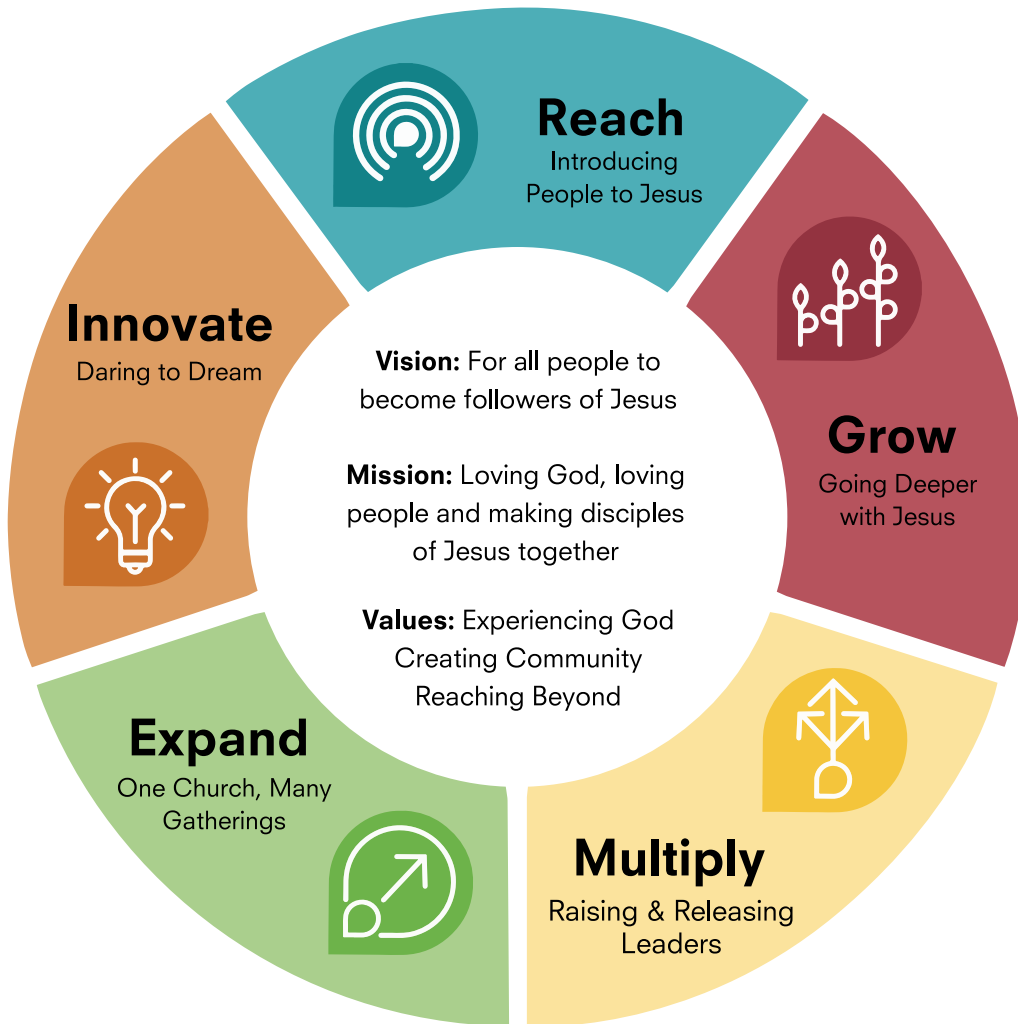 Reach
Introducing
People to Jesus
Grow
Going Deeper
with Jesus
Multiply
Raising & Releasing
Leaders
Expand
One Church, Many
Gatherings
Innovate
Daring to Dream
Vision: For all people to
become followers of Jesus
Mission: Loving God, loving
people and making disciples
of Jesus together
Values: Experiencing God
Creating Community
Reaching Beyond